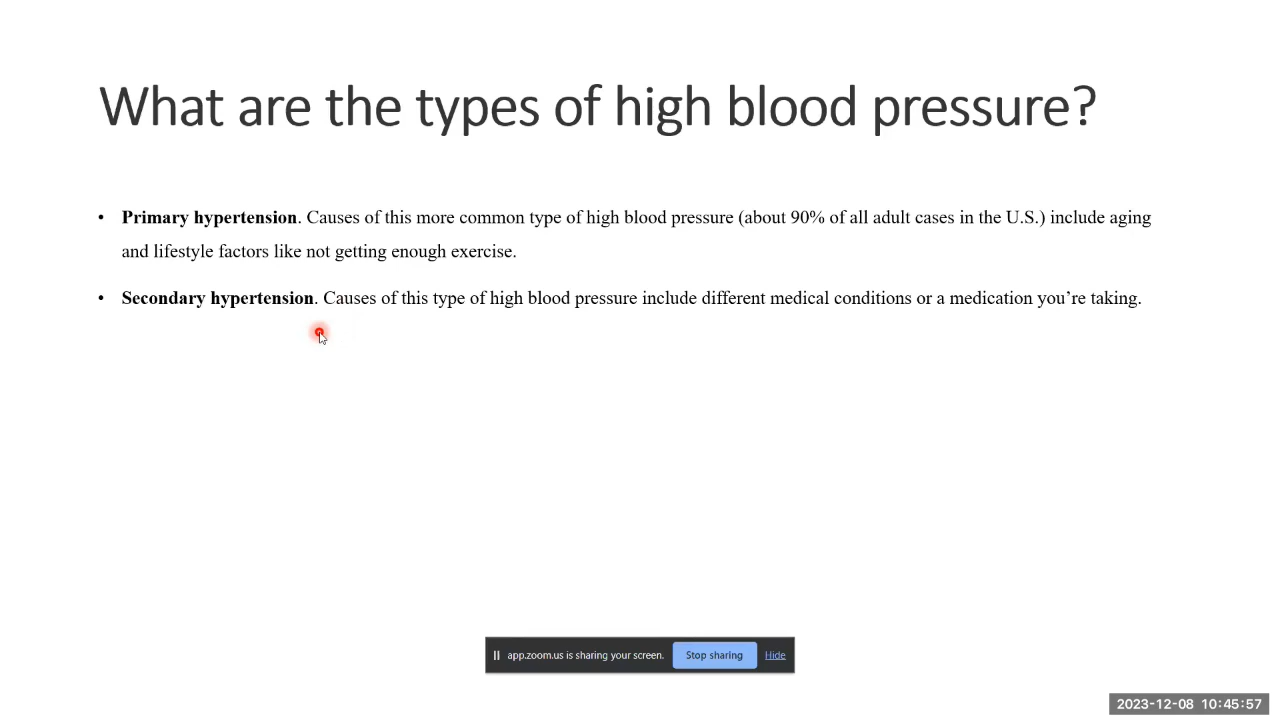 What are the types of high blood pressure?
• Primary hypertension. Causes of this more common type of high blood pressure (about 90% of all adult cases in the U.S.) include aging
and lifestyle factors like not getting enough exercise.
• Secondary hypertension. Causes of this type of high blood pressure include different medical conditions or a medication you’re taking.
app.zoom.us is sharing your screen. Stop sharing Hide
2023-12-08 10:45:57